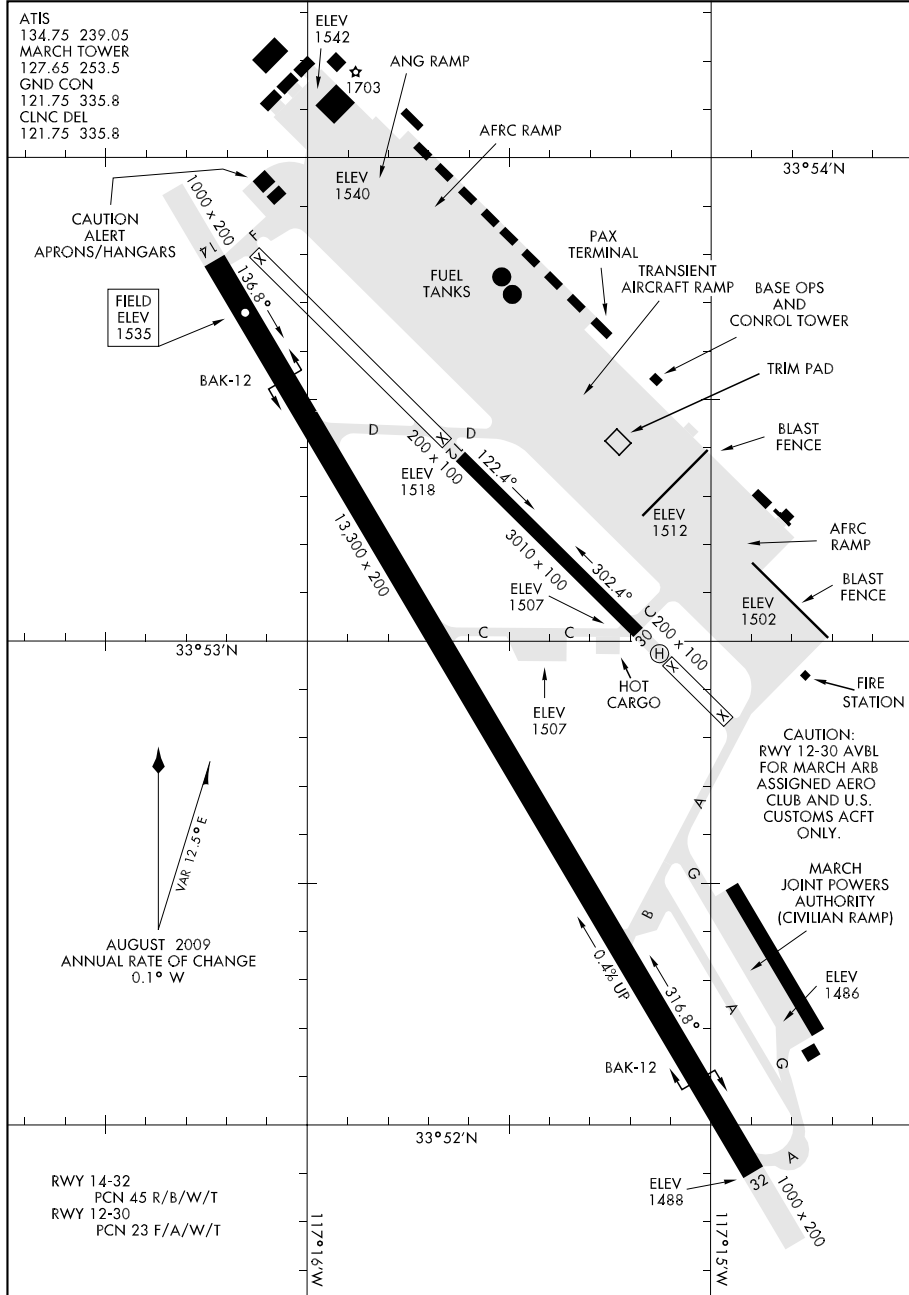 ATIS
134.75 239.05
MARCH TOWER
127.65 253.5
GND CON
121.75 335.8
CLNC DEL
121.75 335.8
ELEV
1542
1703
ANG RAMP
AFRC RAMP
33°54'N
ELEV
1540
CAUTION
ALERT
APRONS/HANGARS
1000 x 200
F
X
14
136.8°
FIELD
ELEV
1535
BAK-12
FUEL
TANKS
PAX
TERMINAL
TRANSIENT
AIRCRAFT RAMP
BASE OPS
AND
CONROL TOWER
TRIM PAD
BLAST
FENCE
D
D
X
200 x 100
12
122.4°
ELEV
1518
ELEV
1512
AFRC
RAMP
13,300 x 200
3010 x 100
302.4°
ELEV
1507
BLAST
FENCE
ELEV
1502
C
C
C
30
200 x 100
H
X
X
33°53'N
HOT
CARGO
ELEV
1507
FIRE
STATION
CAUTION:
RWY 12-30 AVBL
FOR MARCH ARB
ASSIGNED AERO
CLUB AND U.S.
CUSTOMS ACFT
ONLY.
VAR 12.5° E
AUGUST 2009
ANNUAL RATE OF CHANGE
0.1° W
A
G
B
MARCH
JOINT POWERS
AUTHORITY
(CIVILIAN RAMP)
ELEV
1486
0.4% UP
316.8°
A
G
BAK-12
33°52'N
A
32
ELEV
1488
1000 x 200
RWY 14-32
PCN 45 R/B/W/T
RWY 12-30
PCN 23 F/A/W/T
117°16'W
117°15'W